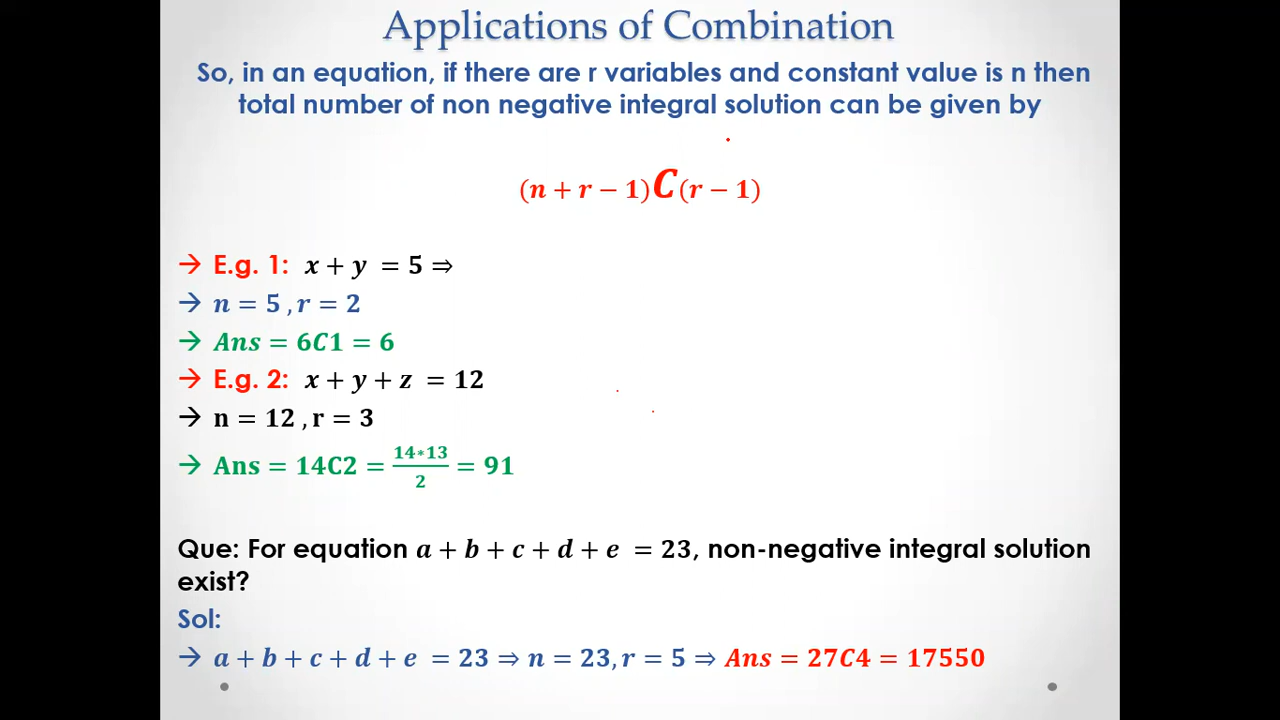 Applications of Combination
So, in an equation, if there are r variables and constant value is n then
total number of non negative integral solution can be given by
(n + r − 1)C(r − 1)
→ E.g. 1: x + y = 5 ⇒
→ n = 5 , r = 2
→ Ans = 6C1 = 6
→ E.g. 2: x + y + z = 12
→ n = 12 , r = 3
→ Ans = 14C2 = 14*13/2 = 91
Que: For equation a + b + c + d + e = 23, non-negative integral solution
exist?
Sol:
→ a + b + c + d + e = 23 ⇒ n = 23, r = 5 ⇒ Ans = 27C4 = 17550